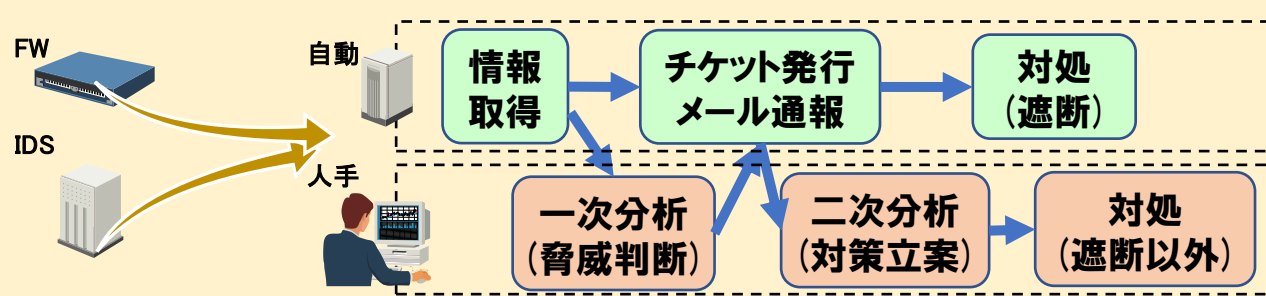 FW
IDS
自動
情報
取得
チケット発行
メール通報
対処
(遮断)
人手
一次分析
(脅威判断)
二次分析
(対策立案)
対処
(遮断以外)